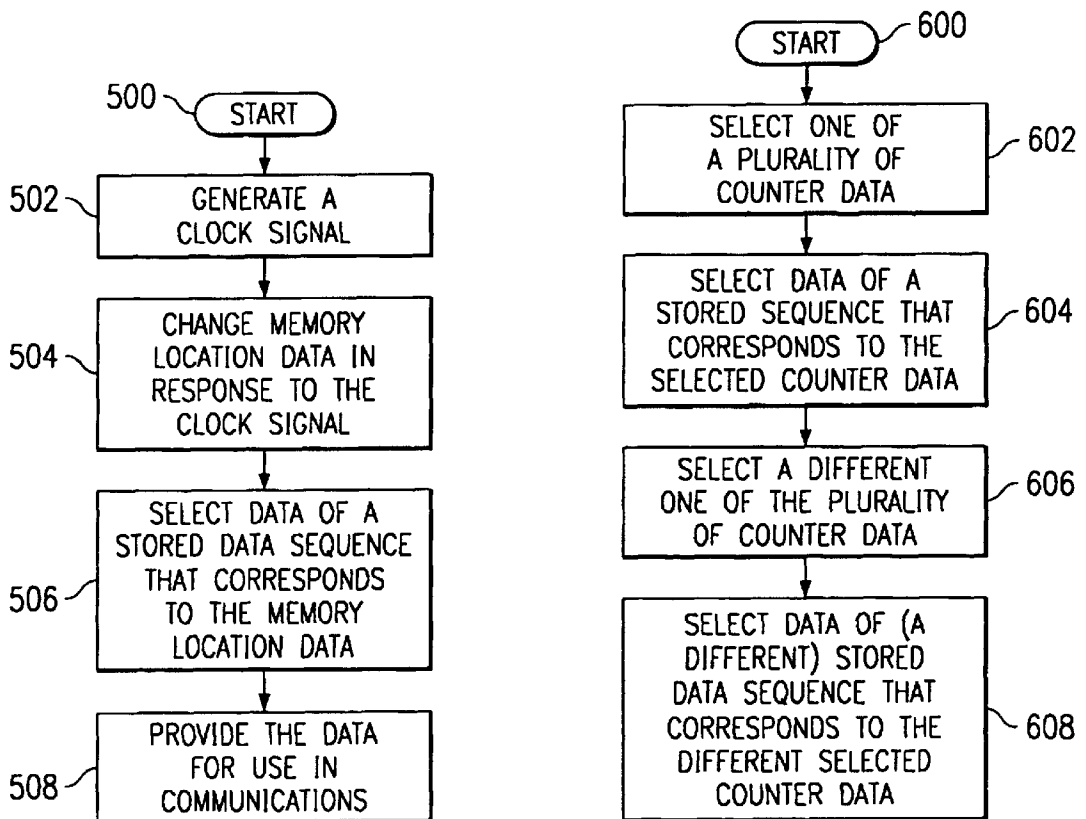 500
START
502
GENERATE A
CLOCK SIGNAL
504
CHANGE MEMORY
LOCATION DATA IN
RESPONSE TO THE
CLOCK SIGNAL
506
SELECT DATA OF A
STORED DATA SEQUENCE
THAT CORRESPONDS
TO THE MEMORY
LOCATION DATA
508
PROVIDE THE DATA
FOR USE IN
COMMUNICATIONS
START
600
SELECT ONE OF
A PLURALITY OF
COUNTER DATA
602
SELECT DATA OF A
STORED SEQUENCE THAT
CORRESPONDS TO THE
SELECTED COUNTER DATA
604
SELECT A DIFFERENT
ONE OF THE PLURALITY
OF COUNTER DATA
606
SELECT DATA OF (A
DIFFERENT) STORED
DATA SEQUENCE THAT
CORRESPONDS TO THE
DIFFERENT SELECTED
COUNTER DATA
608